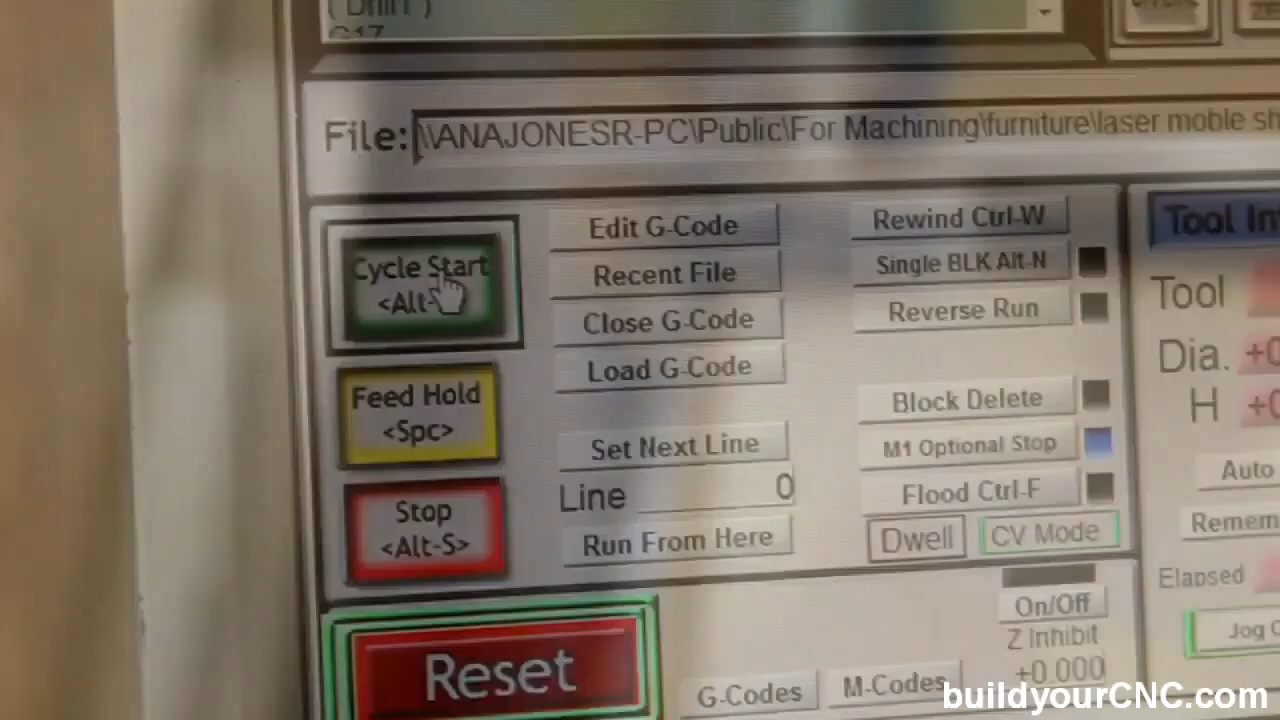 G17
File: \\ANAJONESR-PC\Public\For Machining\furniture\laser moble sh
Cycle Start
<Alt-
Edit G-Code
Recent File
Close G-Code
Load G-Code
Rewind Ctrl-W
Single BLK Alt-N
Reverse Run
Tool In
Tool
Dia. +0
H +0
Feed Hold
<Spc>
Set Next Line
Line 0
Run From Here
Block Delete
M1 Optional Stop
Flood Ctrl-F
Dwell CV Mode
Auto
Remem
Elapsed
Jog
Stop
<Alt-S>
On/Off
Z Inhibit
+0.000
Reset
G-Codes
M-Codes
buildyourCNC.com